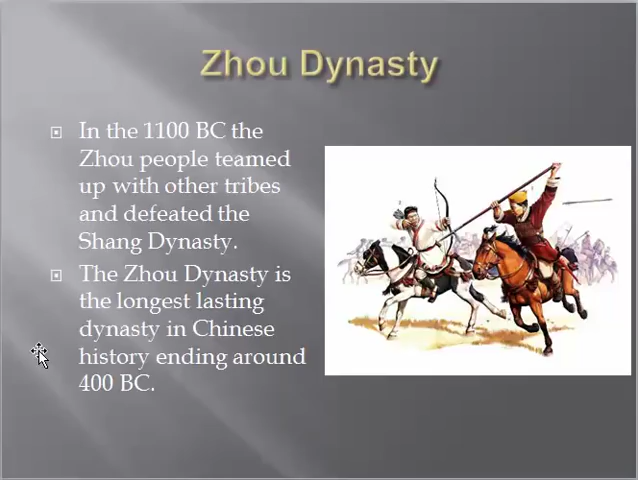 Zhou Dynasty
In the 1100 BC the
Zhou people teamed
up with other tribes
and defeated the
Shang Dynasty.
The Zhou Dynasty is
the longest lasting
dynasty in Chinese
history ending around
400 BC.